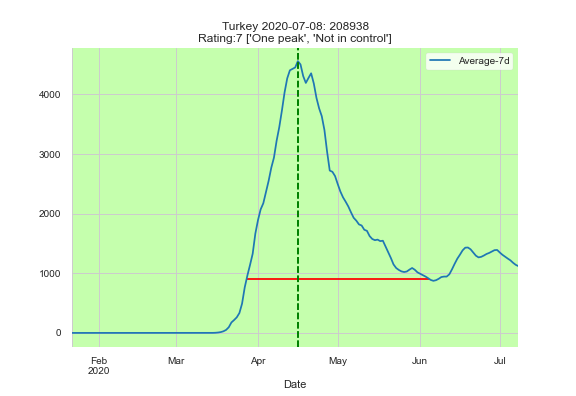 Turkey 2020-07-08: 208938
Rating:7 ['One peak', 'Not in control']
Average-7d
4000
3000
2000
1000
0
Feb Mar Apr May Jun Jul
2020
Date